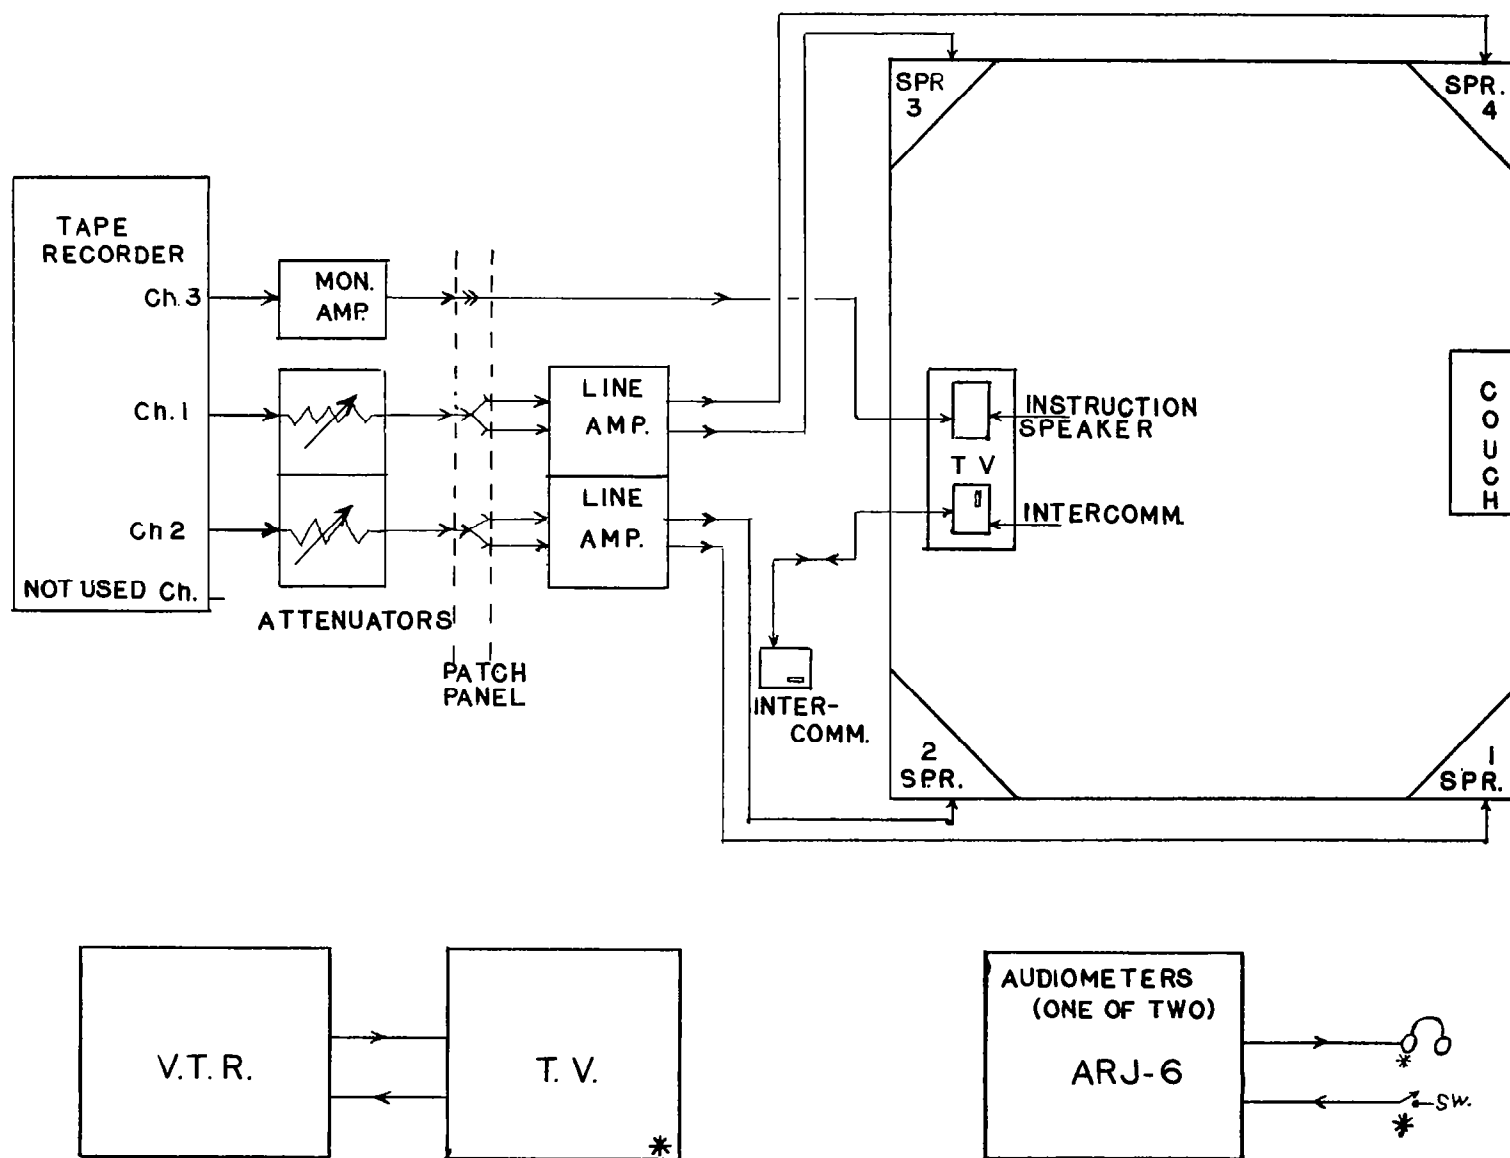 SPR
3
SPR.
4
TAPE
RECORDER
Ch. 3
MON.
AMP.
Ch. 1
LINE
AMP.
INSTRUCTION
SPEAKER
T V
COUCH
Ch 2
LINE
AMP.
INTERCOMM.
NOT USED Ch.
ATTENUATORS
PATCH
PANEL
INTER-
COMM.
2
SPR.
1
SPR.
V.T.R.
T. V.
*
AUDIOMETERS
(ONE OF TWO)
ARJ-6
*
SW.
*